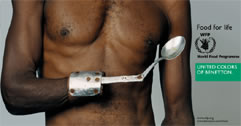 Food for life
WFP
World Food Programme
UNITED COLORS
OF BENETTON.